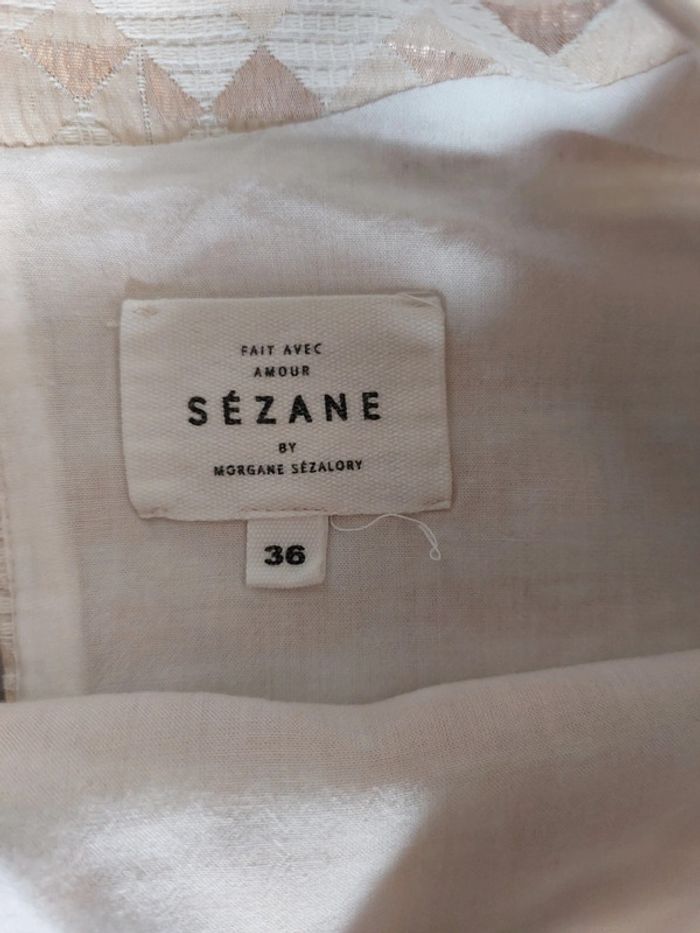 FAIT AVEC
AMOUR
SÉZANE
BY
MORGANE SÉZALORY
36